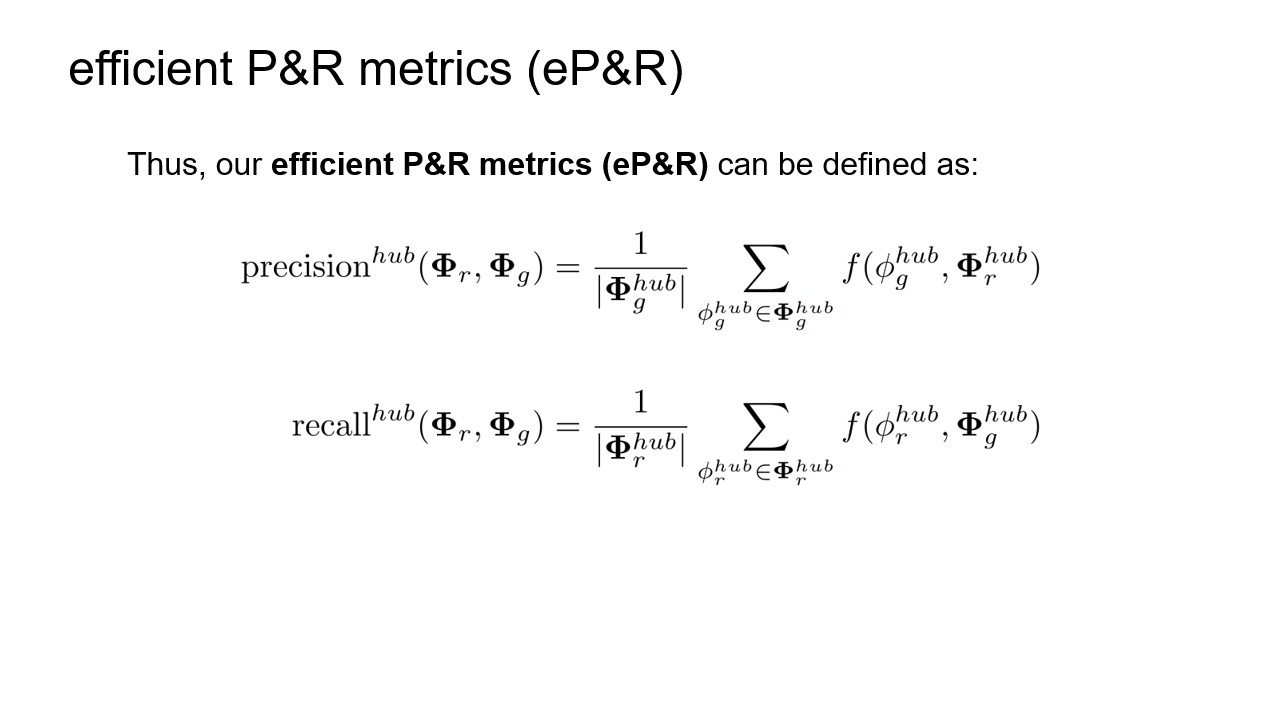 efficient P&R metrics (eP&R)
Thus, our efficient P&R metrics (eP&R) can be defined as:
$\text{precision}^{hub}(\mathbf{\Phi}_r, \mathbf{\Phi}_g) = \frac{1}{|\mathbf{\Phi}_g^{hub}|} \sum_{\phi_g^{hub} \in \mathbf{\Phi}_g^{hub}} f(\phi_g^{hub}, \mathbf{\Phi}_r^{hub})$
$\text{recall}^{hub}(\mathbf{\Phi}_r, \mathbf{\Phi}_g) = \frac{1}{|\mathbf{\Phi}_r^{hub}|} \sum_{\phi_r^{hub} \in \mathbf{\Phi}_r^{hub}} f(\phi_r^{hub}, \mathbf{\Phi}_g^{hub})$